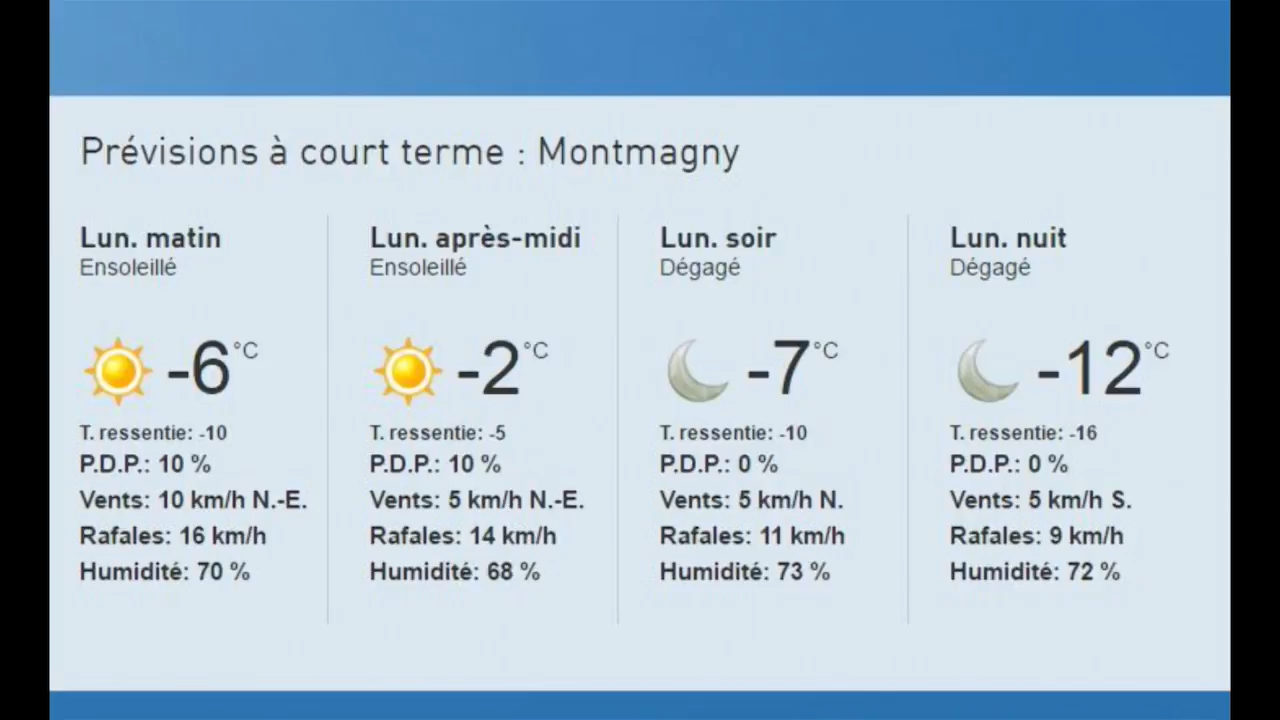 Prévisions à court terme : Montmagny
Lun. matin
Ensoleillé
-6 °C
T. ressentie: -10
P.D.P.: 10 %
Vents: 10 km/h N.-E.
Rafales: 16 km/h
Humidité: 70 %
Lun. après-midi
Ensoleillé
-2 °C
T. ressentie: -5
P.D.P.: 10 %
Vents: 5 km/h N.-E.
Rafales: 14 km/h
Humidité: 68 %
Lun. soir
Dégagé
-7 °C
T. ressentie: -10
P.D.P.: 0 %
Vents: 5 km/h N.
Rafales: 11 km/h
Humidité: 73 %
Lun. nuit
Dégagé
-12 °C
T. ressentie: -16
P.D.P.: 0 %
Vents: 5 km/h S.
Rafales: 9 km/h
Humidité: 72 %